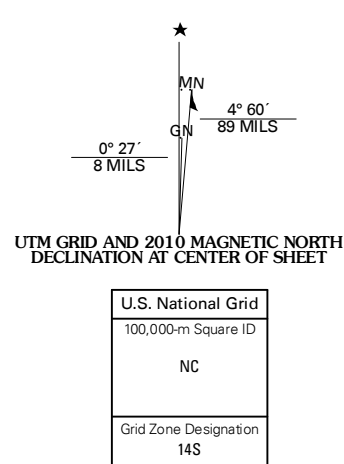 ★
MN
4° 60´
89 MILS
GN
0° 27´
8 MILS
UTM GRID AND 2010 MAGNETIC NORTH
DECLINATION AT CENTER OF SHEET
U.S. National Grid
100,000-m Square ID
NC
Grid Zone Designation
14S